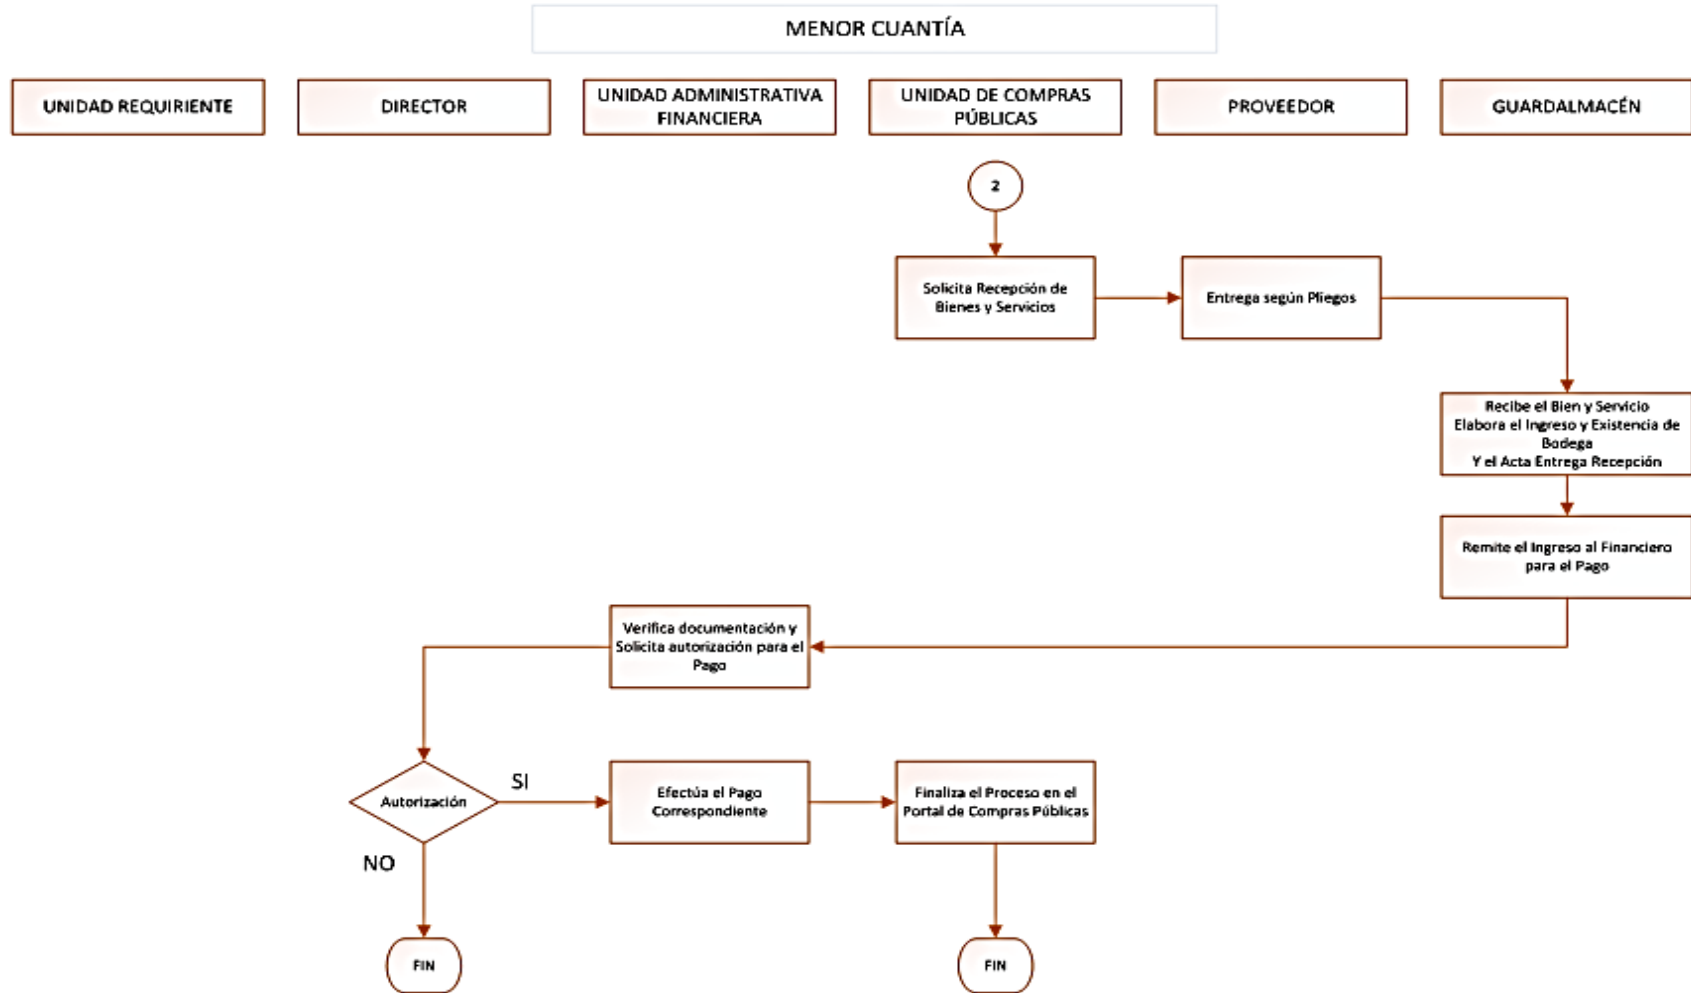 MENOR CUANTÍA
UNIDAD REQUIRIENTE
DIRECTOR
UNIDAD ADMINISTRATIVA
FINANCIERA
UNIDAD DE COMPRAS
PÚBLICAS
PROVEEDOR
GUARDALMACÉN
2
Solicita Recepción de
Bienes y Servicios
Entrega según Pliegos
Recibe el Bien y Servicio
Elabora el Ingreso y Existencia de
Bodega
Y el Acta Entrega Recepción
Remite el Ingreso al Financiero
para el Pago
Verifica documentación y
Solicita autorización para el
Pago
Autorización
SI
Efectúa el Pago
Correspondiente
Finaliza el Proceso en el
Portal de Compras Públicas
NO
FIN
FIN